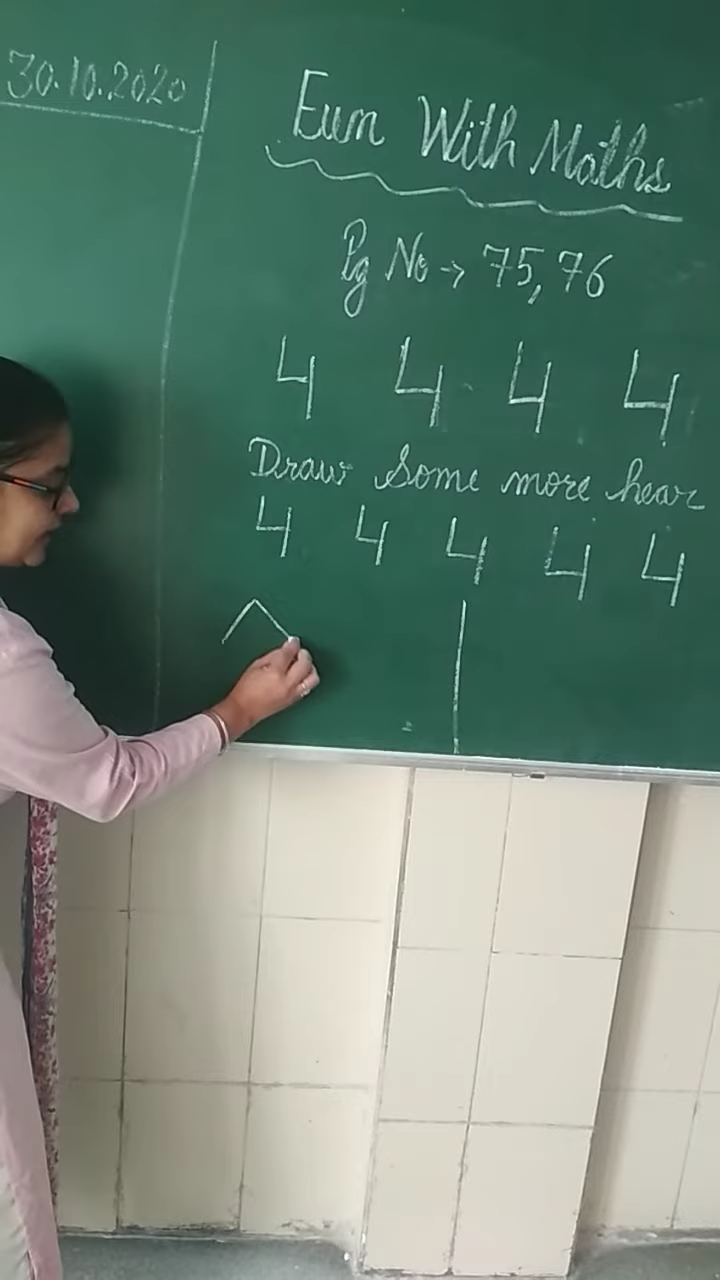 30.10.2020
Fun With Maths
Pg No → 75, 76
4 4 4 4
Draw some more hear
4 4 4 4 4